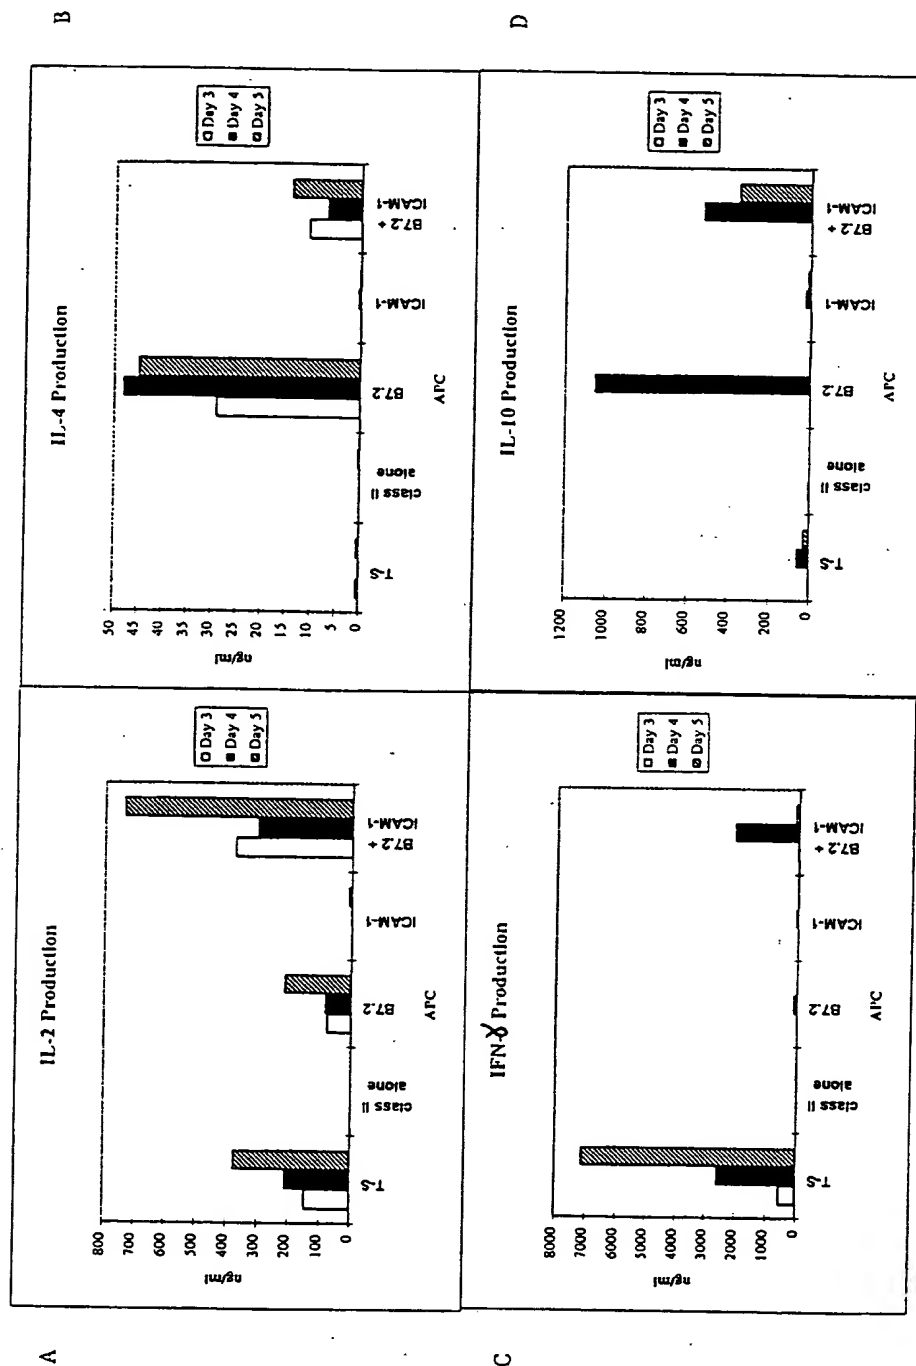 A
IL-2 Production
800
700
600
500
400
300
200
100
0
ng/ml
T-S
class II
alone
B7.2
ICAM-1
B7.2 +
ICAM-1
APC
Day 3
Day 4
Day 5
B
IL-4 Production
50
45
40
35
30
25
20
15
10
5
0
ng/ml
T-S
class II
alone
B7.2
ICAM-1
B7.2 +
ICAM-1
APC
Day 3
Day 4
Day 5
C
IFN-γ Production
8000
7000
6000
5000
4000
3000
2000
1000
0
ng/ml
T-S
class II
alone
B7.2
ICAM-1
B7.2 +
ICAM-1
APC
Day 3
Day 4
Day 5
D
IL-10 Production
1200
1000
800
600
400
200
0
ng/ml
T-S
class II
alone
B7.2
ICAM-1
B7.2 +
ICAM-1
APC
Day 3
Day 4
Day 5